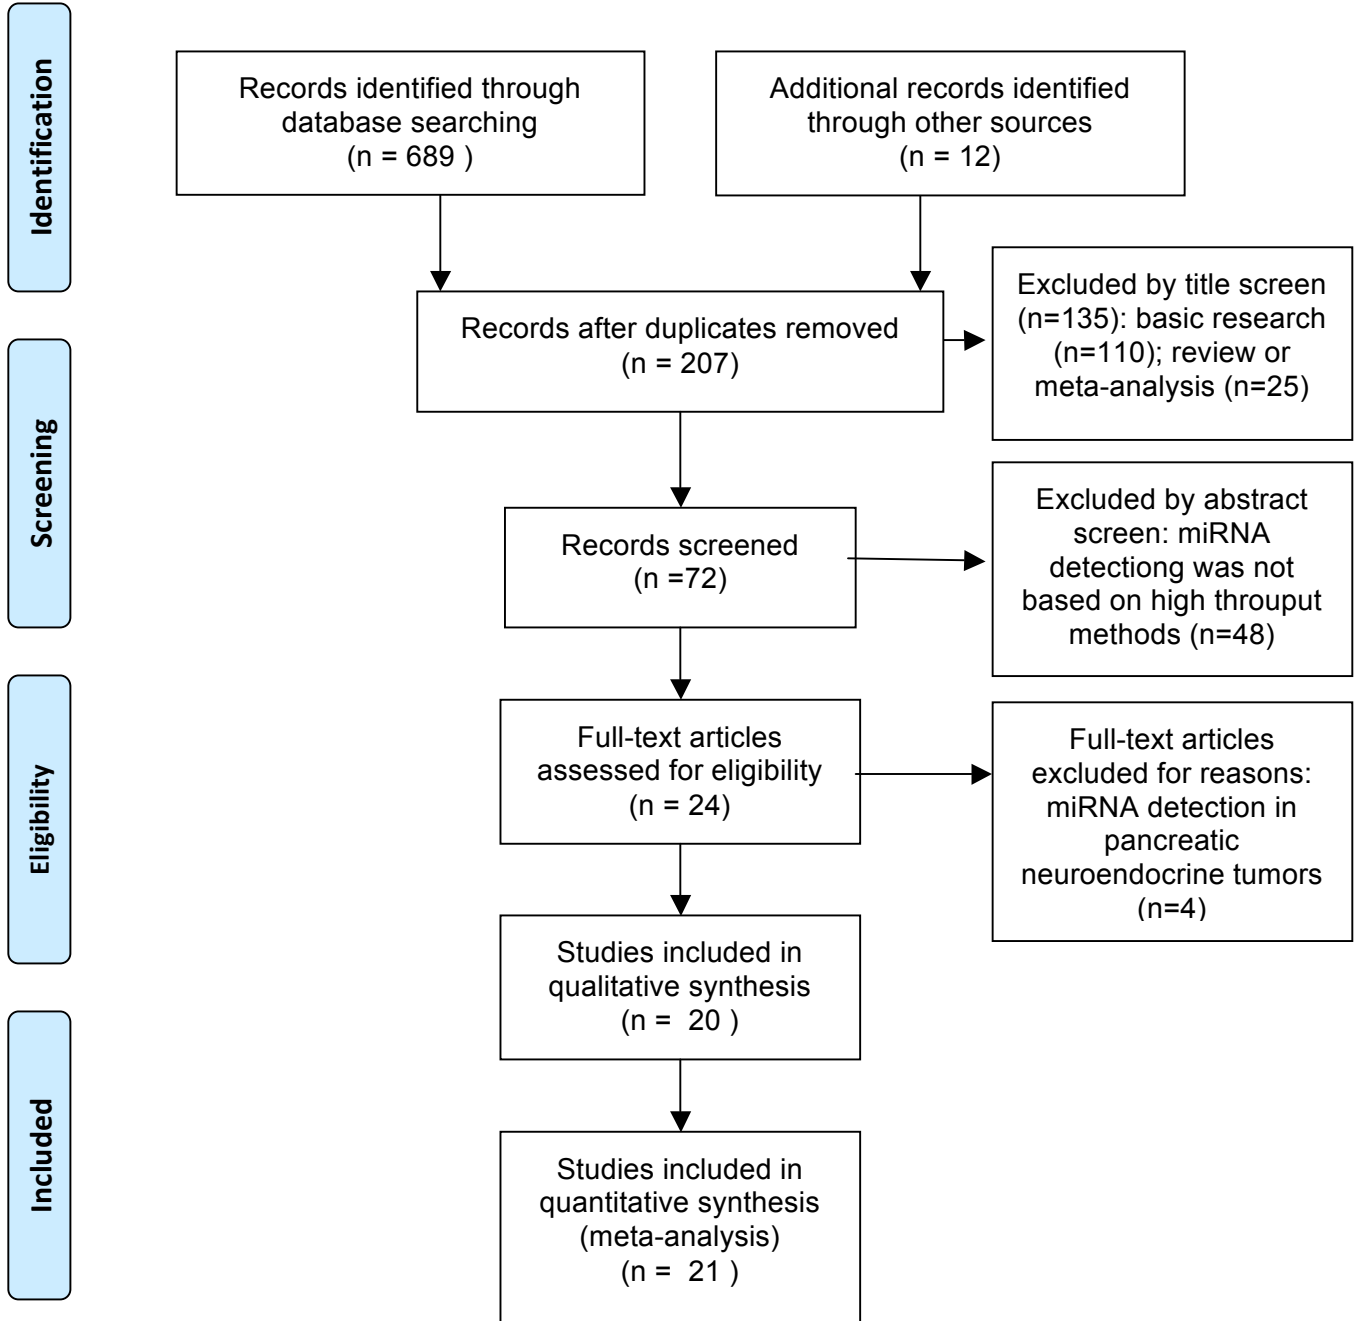 Identification
Records identified through
database searching
(n = 689 )
Additional records identified
through other sources
(n = 12)
Records after duplicates removed
(n = 207)
Excluded by title screen
(n=135): basic research
(n=110); review or
meta-analysis (n=25)
Screening
Records screened
(n =72)
Excluded by abstract
screen: miRNA
detectiong was not
based on high throuput
methods (n=48)
Eligibility
Full-text articles
assessed for eligibility
(n = 24)
Full-text articles
excluded for reasons:
miRNA detection in
pancreatic
neuroendocrine tumors
(n=4)
Studies included in
qualitative synthesis
(n = 20 )
Included
Studies included in
quantitative synthesis
(meta-analysis)
(n = 21 )